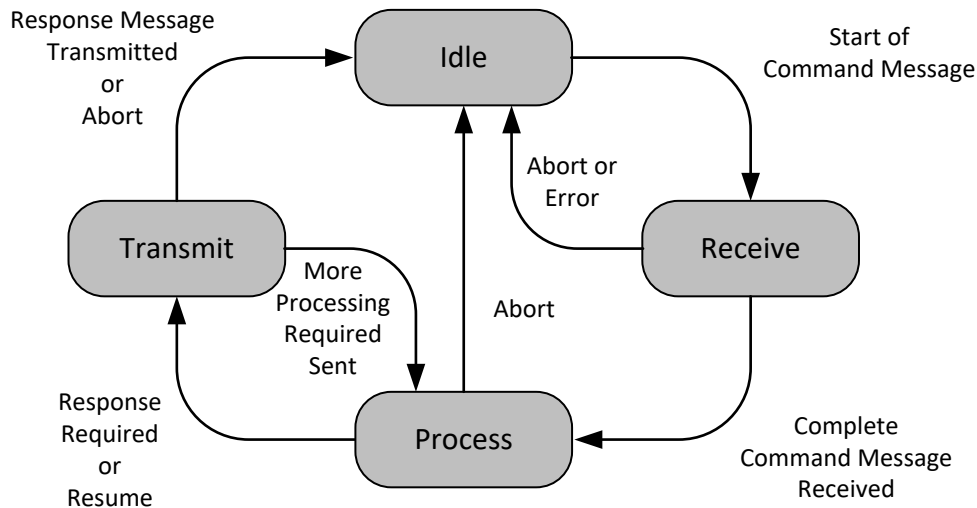 Response Message
Transmitted
or
Abort
Idle
Start of
Command Message
Abort or
Error
Transmit
Receive
More
Processing
Required
Sent
Abort
Response
Required
or
Resume
Process
Complete
Command Message
Received